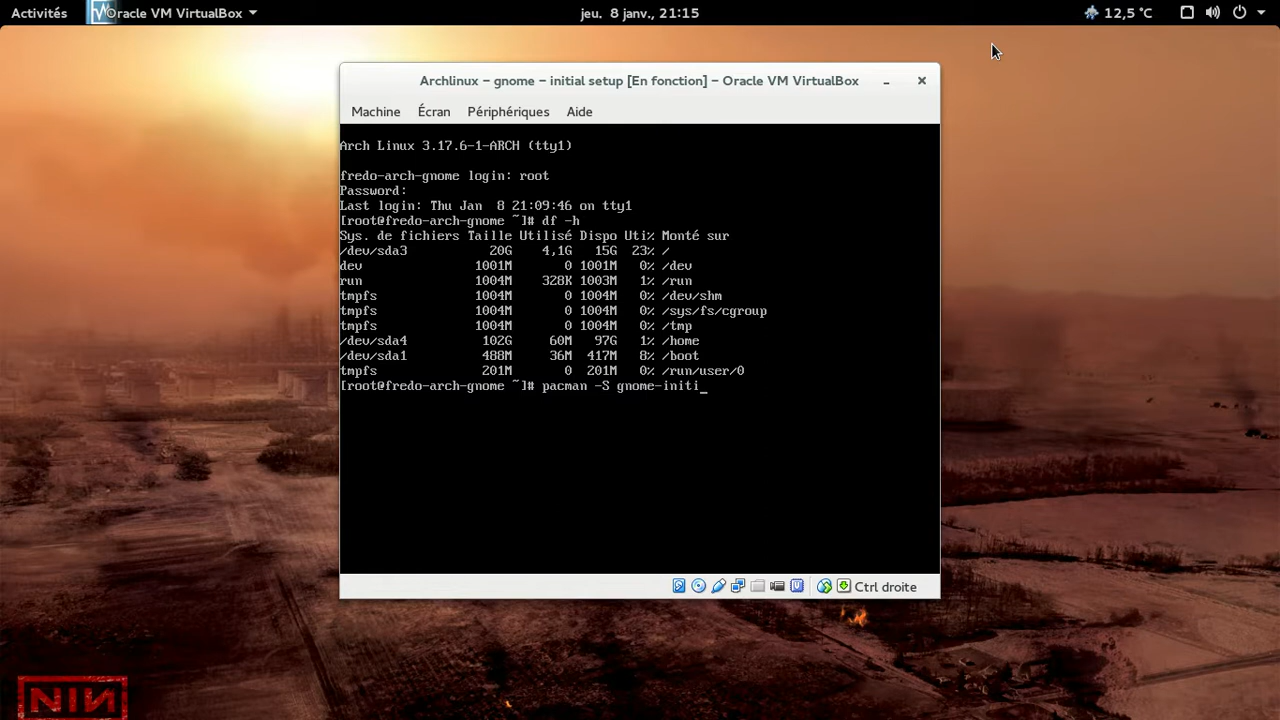 Activités Oracle VM VirtualBox jeu. 8 janv., 21:15 12,5 °C
Archlinux – gnome – initial setup [En fonction] – Oracle VM VirtualBox
Machine Écran Périphériques Aide
Arch Linux 3.17.6-1-ARCH (tty1)
fredo-arch-gnome login: root
Password:
Last login: Thu Jan  8 21:09:46 on tty1
[root@fredo-arch-gnome ~]# df -h
Sys. de fichiers Taille Utilisé Dispo Uti% Monté sur
/dev/sda3 20G 4,1G 15G 23% /
dev 1001M 0 1001M 0% /dev
run 1004M 328K 1003M 1% /run
tmpfs 1004M 0 1004M 0% /dev/shm
tmpfs 1004M 0 1004M 0% /sys/fs/cgroup
tmpfs 1004M 0 1004M 0% /tmp
/dev/sda4 102G 60M 97G 1% /home
/dev/sda1 488M 36M 417M 8% /boot
tmpfs 201M 0 201M 0% /run/user/0
[root@fredo-arch-gnome ~]# pacman -S gnome-initi_
Ctrl droite
NIИ